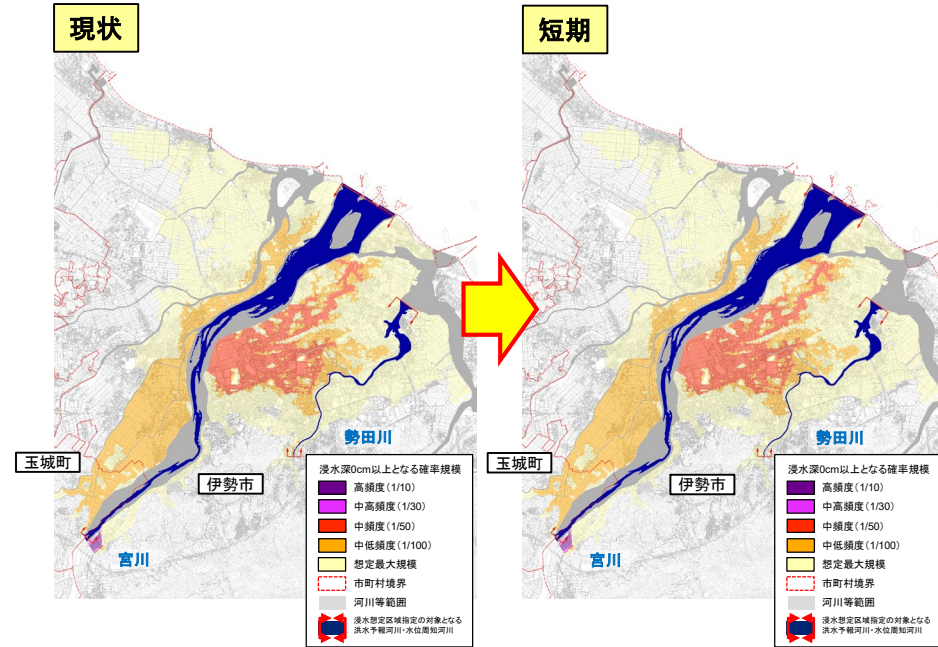 現状
玉城町
伊勢市
勢田川
宮川
浸水深0cm以上となる確率規模
高頻度(1/10)
中高頻度(1/30)
中頻度(1/50)
中低頻度(1/100)
想定最大規模
市町村境界
河川等範囲
浸水想定区域指定の対象となる
洪水予報河川・水位周知河川
短期
玉城町
伊勢市
勢田川
宮川
浸水深0cm以上となる確率規模
高頻度(1/10)
中高頻度(1/30)
中頻度(1/50)
中低頻度(1/100)
想定最大規模
市町村境界
河川等範囲
浸水想定区域指定の対象となる
洪水予報河川・水位周知河川